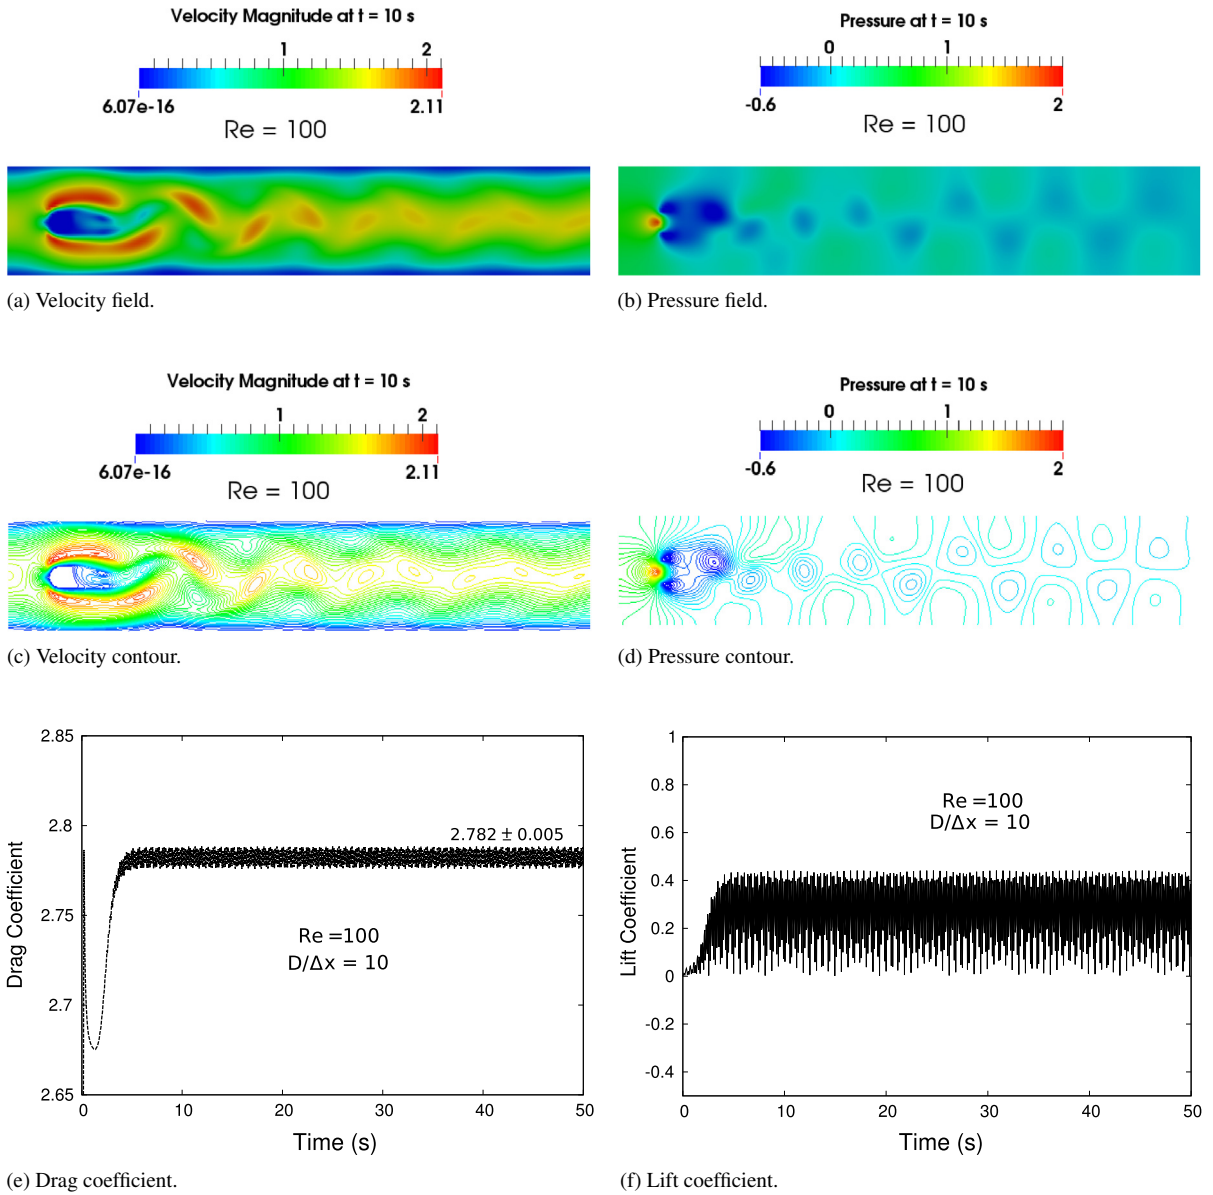 Velocity Magnitude at t = 10 s
1 2
6.07e-16 2.11
Re = 100
Pressure at t = 10 s
0 1
-0.6 2
Re = 100
(a) Velocity field.
(b) Pressure field.
Velocity Magnitude at t = 10 s
1 2
6.07e-16 2.11
Re = 100
Pressure at t = 10 s
0 1
-0.6 2
Re = 100
(c) Velocity contour.
(d) Pressure contour.
2.85
2.8
2.75
2.7
2.65
Drag Coefficient
2.782 ± 0.005
Re =100
D/Δx = 10
0 10 20 30 40 50
Time (s)
(e) Drag coefficient.
1
0.8
0.6
0.4
0.2
0
-0.2
-0.4
Lift Coefficient
Re =100
D/Δx = 10
0 10 20 30 40 50
Time (s)
(f) Lift coefficient.